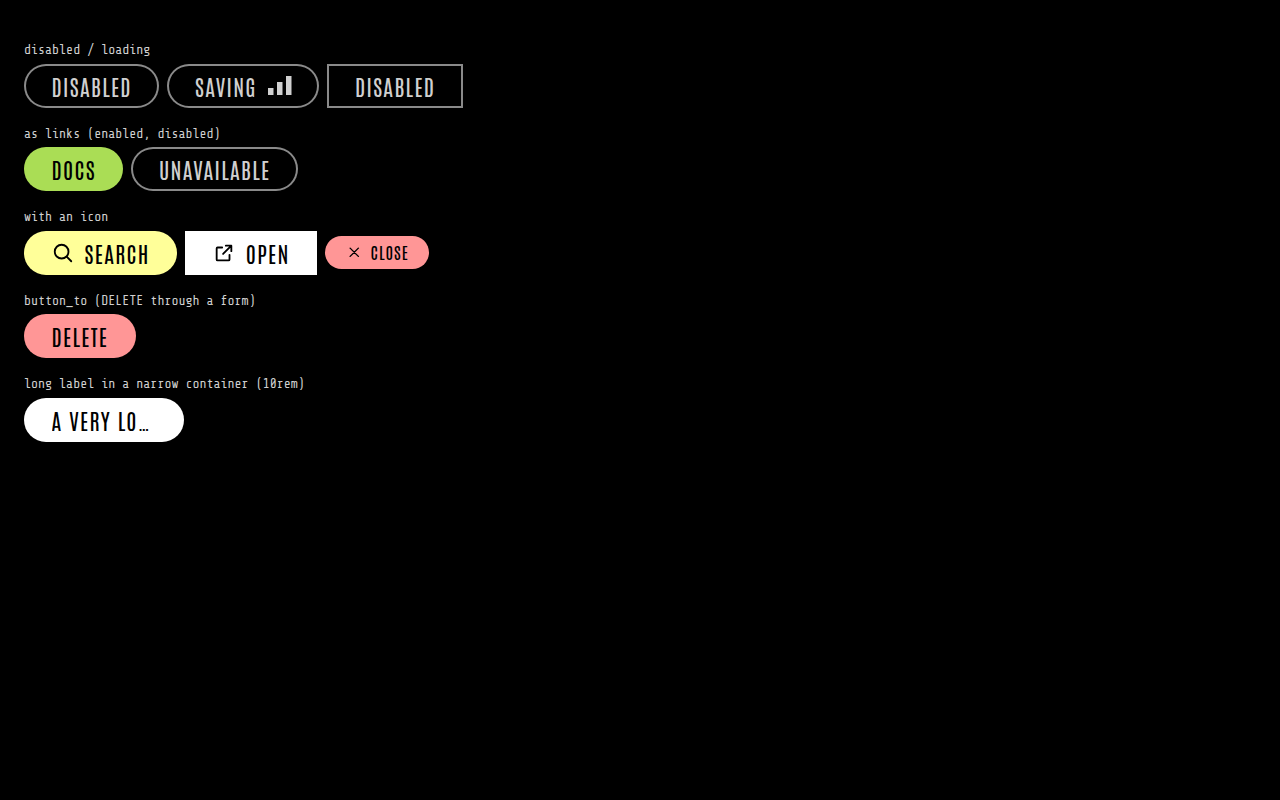 disabled / loading
DISABLED SAVING DISABLED
as links (enabled, disabled)
DOCS UNAVAILABLE
with an icon
SEARCH OPEN CLOSE
button_to (DELETE through a form)
DELETE
long label in a narrow container (10rem)
A VERY LO…